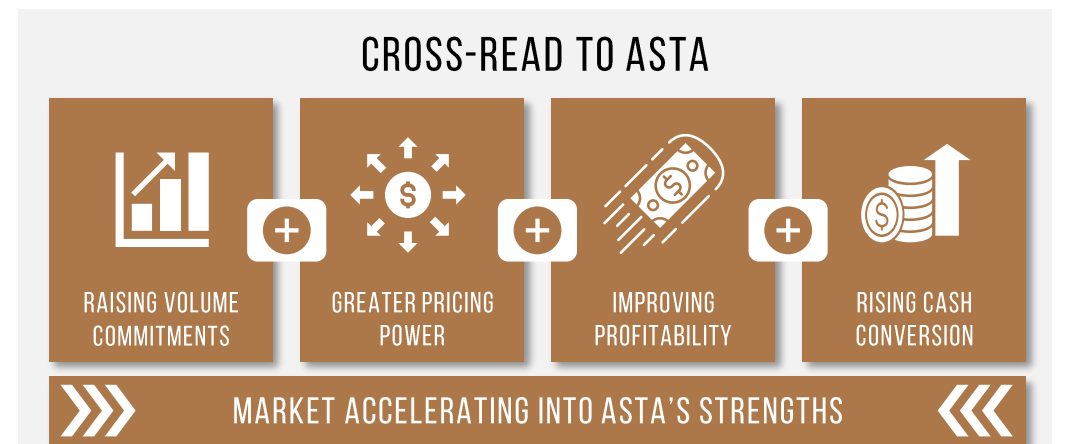 CROSS-READ TO ASTA
$
$
$
+
+
+
RAISING VOLUME
COMMITMENTS
GREATER PRICING
POWER
IMPROVING
PROFITABILITY
RISING CASH
CONVERSION
MARKET ACCELERATING INTO ASTA'S STRENGTHS